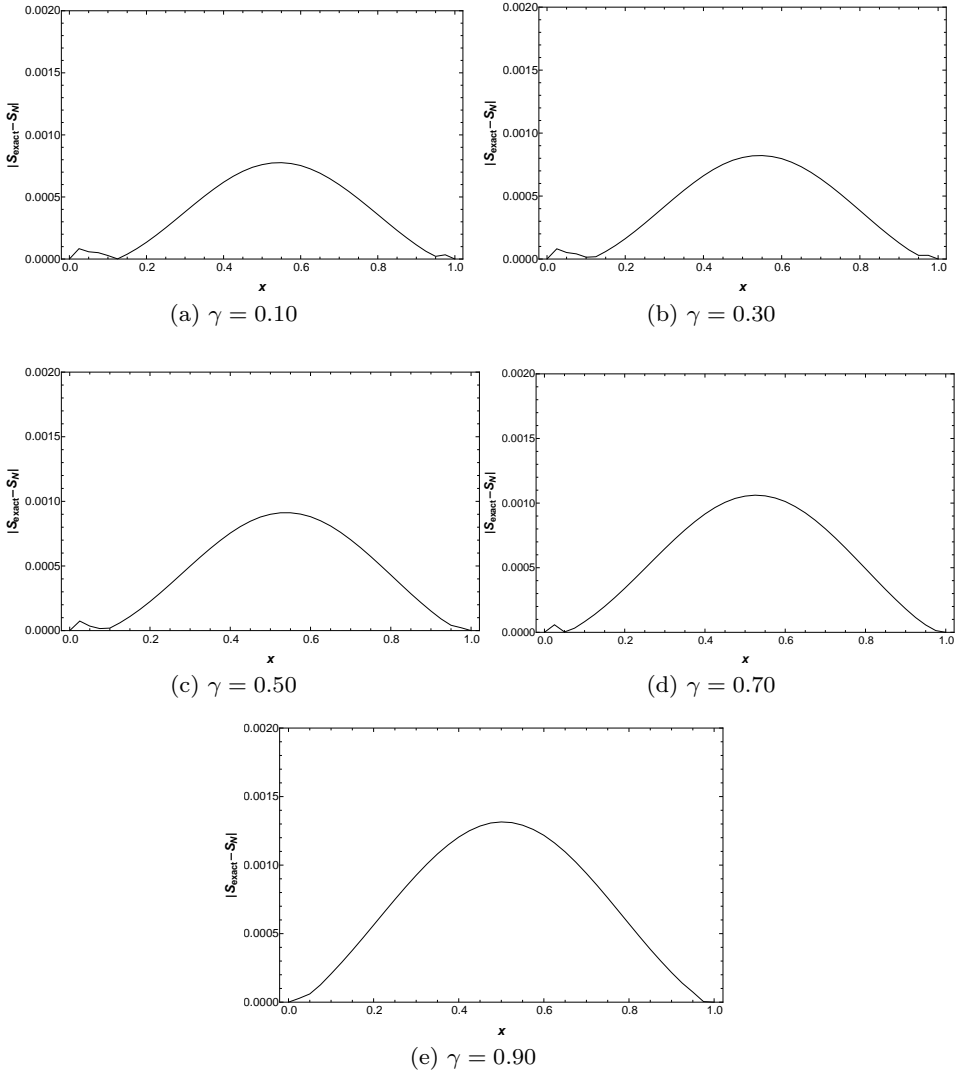 0.0020
0.0015
0.0010
0.0005
0.0000
|S_exact − S_N|
0.0 0.2 0.4 0.6 0.8 1.0
x
(a) γ = 0.10
0.0020
0.0015
0.0010
0.0005
0.0000
|S_exact − S_N|
0.0 0.2 0.4 0.6 0.8 1.0
x
(b) γ = 0.30
0.0020
0.0015
0.0010
0.0005
0.0000
|S_exact − S_N|
0.0 0.2 0.4 0.6 0.8 1.0
x
(c) γ = 0.50
0.0020
0.0015
0.0010
0.0005
0.0000
|S_exact − S_N|
0.0 0.2 0.4 0.6 0.8 1.0
x
(d) γ = 0.70
0.0020
0.0015
0.0010
0.0005
0.0000
|S_exact − S_N|
0.0 0.2 0.4 0.6 0.8 1.0
x
(e) γ = 0.90